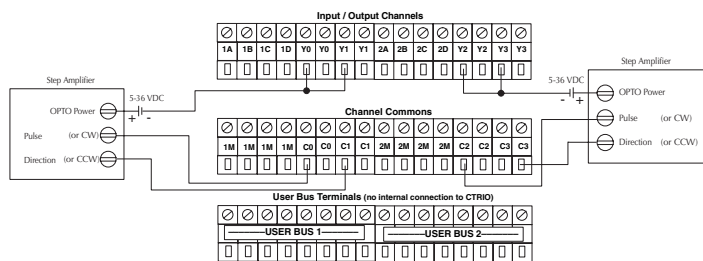 Input / Output Channels
1A 1B 1C 1D Y0 Y0 Y1 Y1 2A 2B 2C 2D Y2 Y2 Y3 Y3
Step Amplifier
5-36 VDC
OPTO Power
+ -
Pulse (or CW)
Direction (or CCW)
Step Amplifier
5-36 VDC
- +
OPTO Power
Pulse (or CW)
Direction (or CCW)
Channel Commons
1M 1M 1M 1M C0 C0 C1 C1 2M 2M 2M 2M C2 C2 C3 C3
User Bus Terminals (no internal connection to CTRIO)
USER BUS 1 USER BUS 2